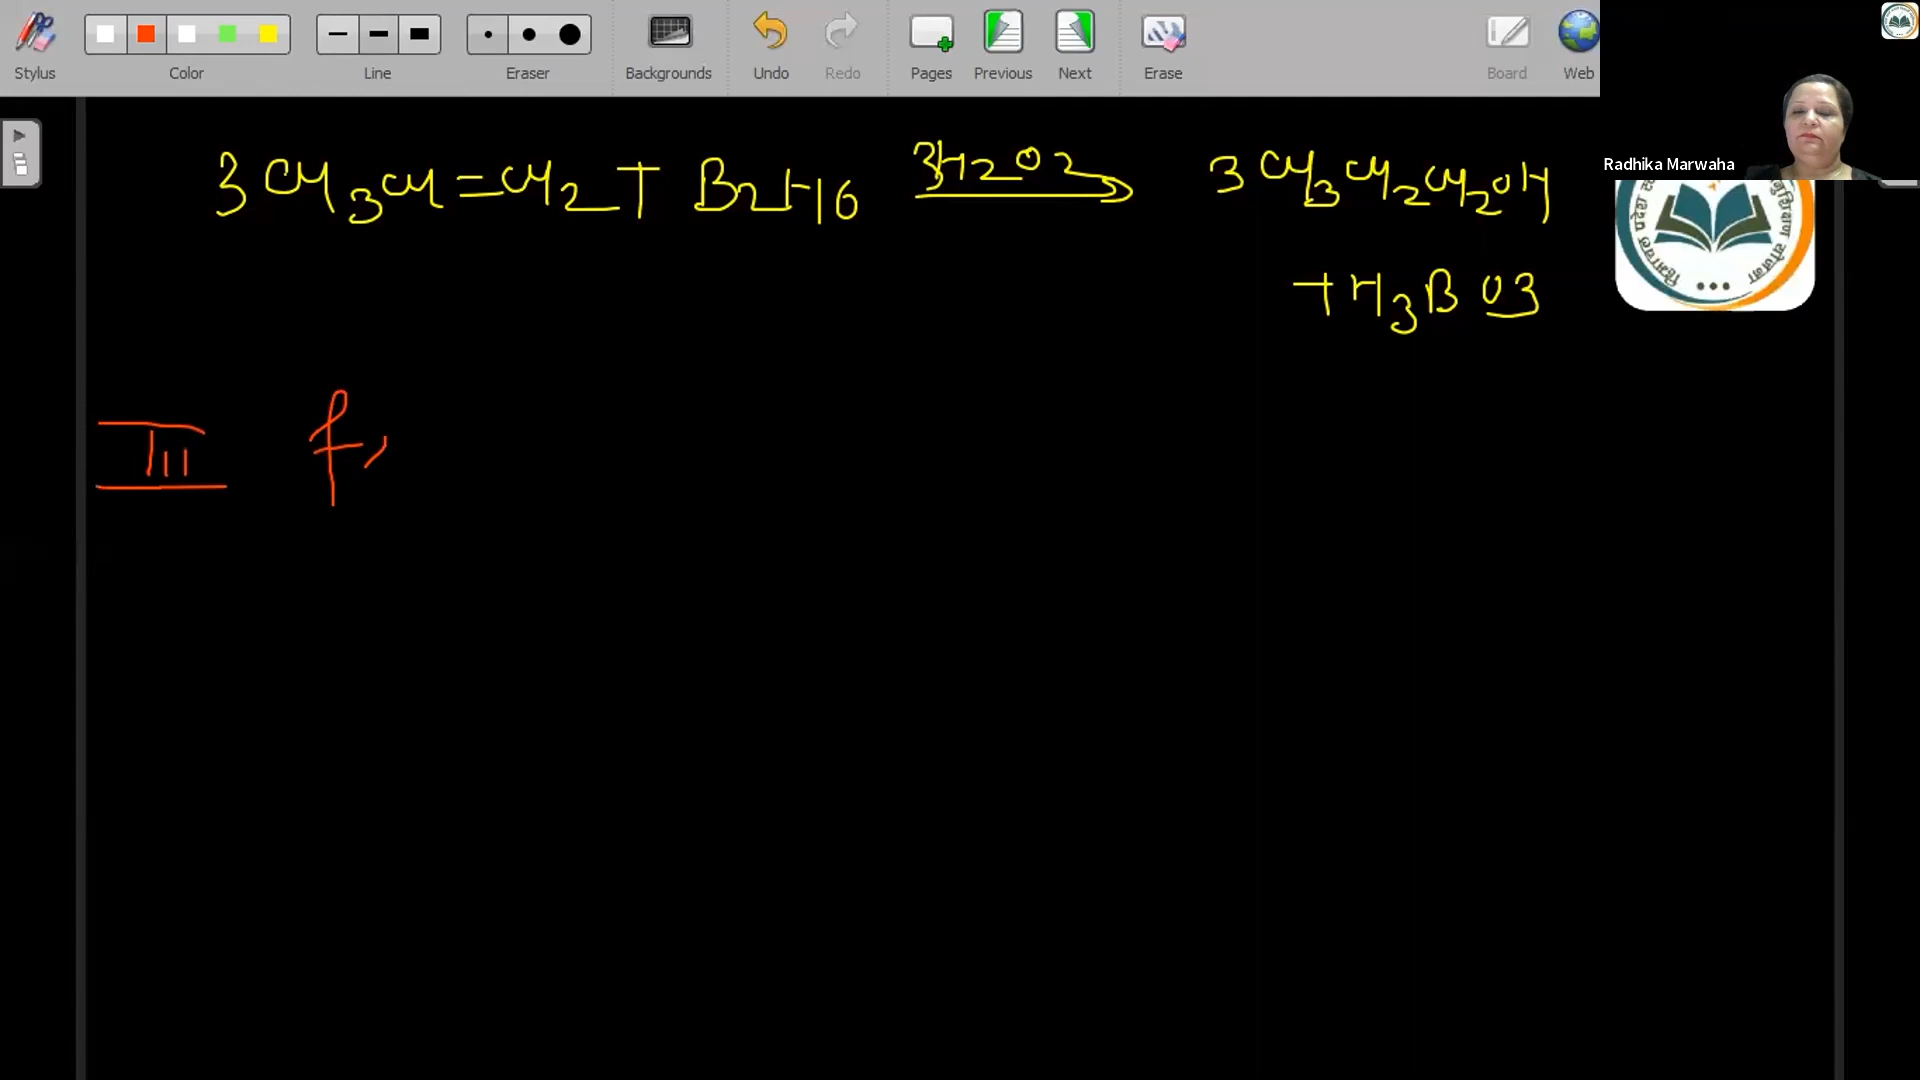 Stylus Color Line Eraser Backgrounds Undo Redo Pages Previous Next Erase Board Web
Radhika Marwaha
3 CH3CH=CH2 + B2H6 3H2O2 → 3 CH3CH2CH2OH
+ H3BO3
III f